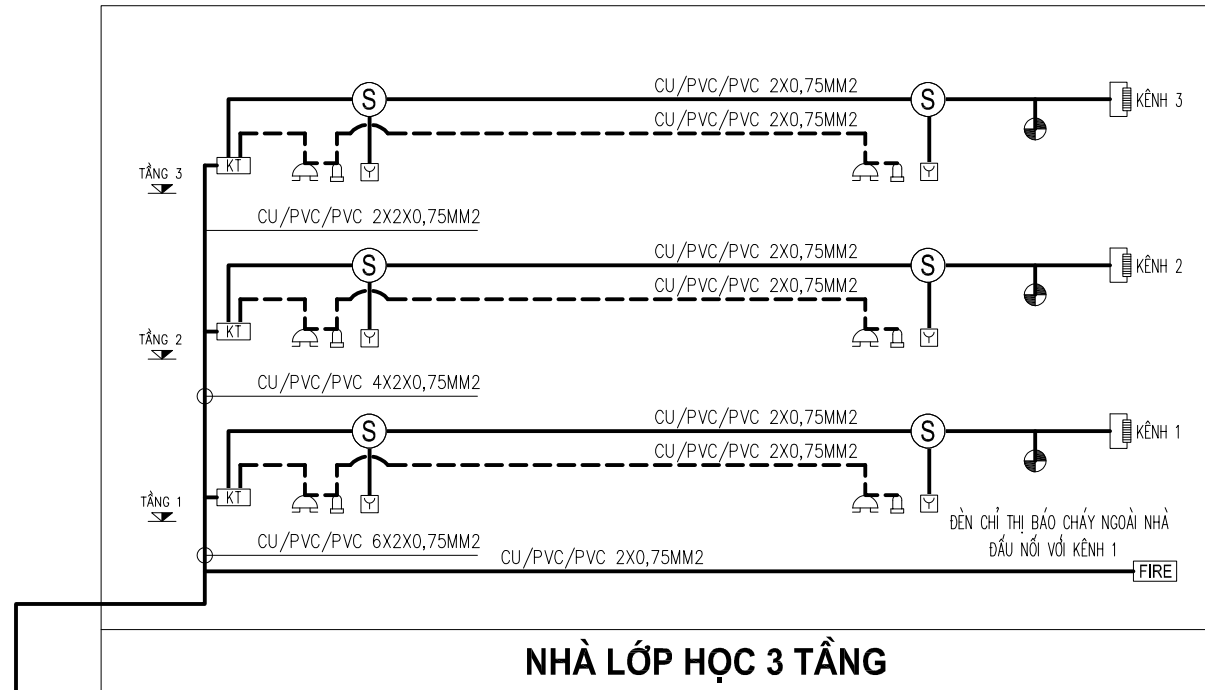 CU/PVC/PVC 2X0,75MM2
S
S
KÊNH 3
CU/PVC/PVC 2X0,75MM2
KT
TẦNG 3
CU/PVC/PVC 2X2X0,75MM2
CU/PVC/PVC 2X0,75MM2
S
S
KÊNH 2
CU/PVC/PVC 2X0,75MM2
KT
TẦNG 2
CU/PVC/PVC 4X2X0,75MM2
CU/PVC/PVC 2X0,75MM2
S
S
KÊNH 1
CU/PVC/PVC 2X0,75MM2
KT
TẦNG 1
ĐÈN CHỈ THỊ BÁO CHÁY NGOÀI NHÀ
ĐẤU NỐI VỚI KÊNH 1
CU/PVC/PVC 6X2X0,75MM2
CU/PVC/PVC 2X0,75MM2
FIRE
NHÀ LỚP HỌC 3 TẦNG